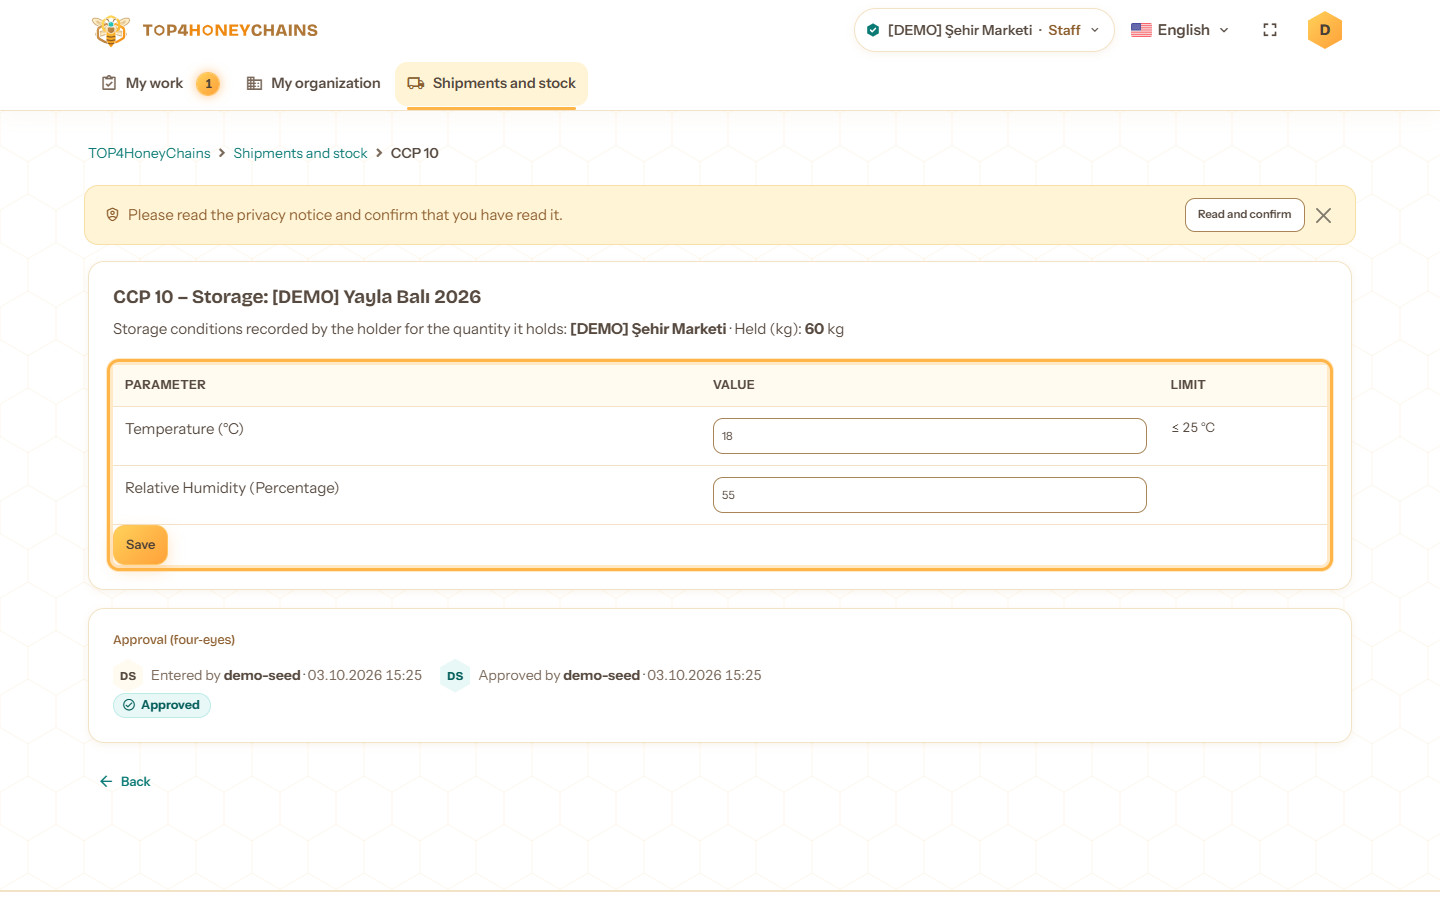 TOP4HONEYCHAINS
[DEMO] Şehir Marketi · Staff
English
D
My work 1
My organization
Shipments and stock
TOP4HoneyChains > Shipments and stock > CCP 10
Please read the privacy notice and confirm that you have read it.
Read and confirm
CCP 10 – Storage: [DEMO] Yayla Balı 2026
Storage conditions recorded by the holder for the quantity it holds: [DEMO] Şehir Marketi · Held (kg): 60 kg
PARAMETER VALUE LIMIT
Temperature (°C) 18 ≤ 25 °C
Relative Humidity (Percentage) 55
Save
Approval (four-eyes)
DS Entered by demo-seed · 03.10.2026 15:25 DS Approved by demo-seed · 03.10.2026 15:25
Approved
Back